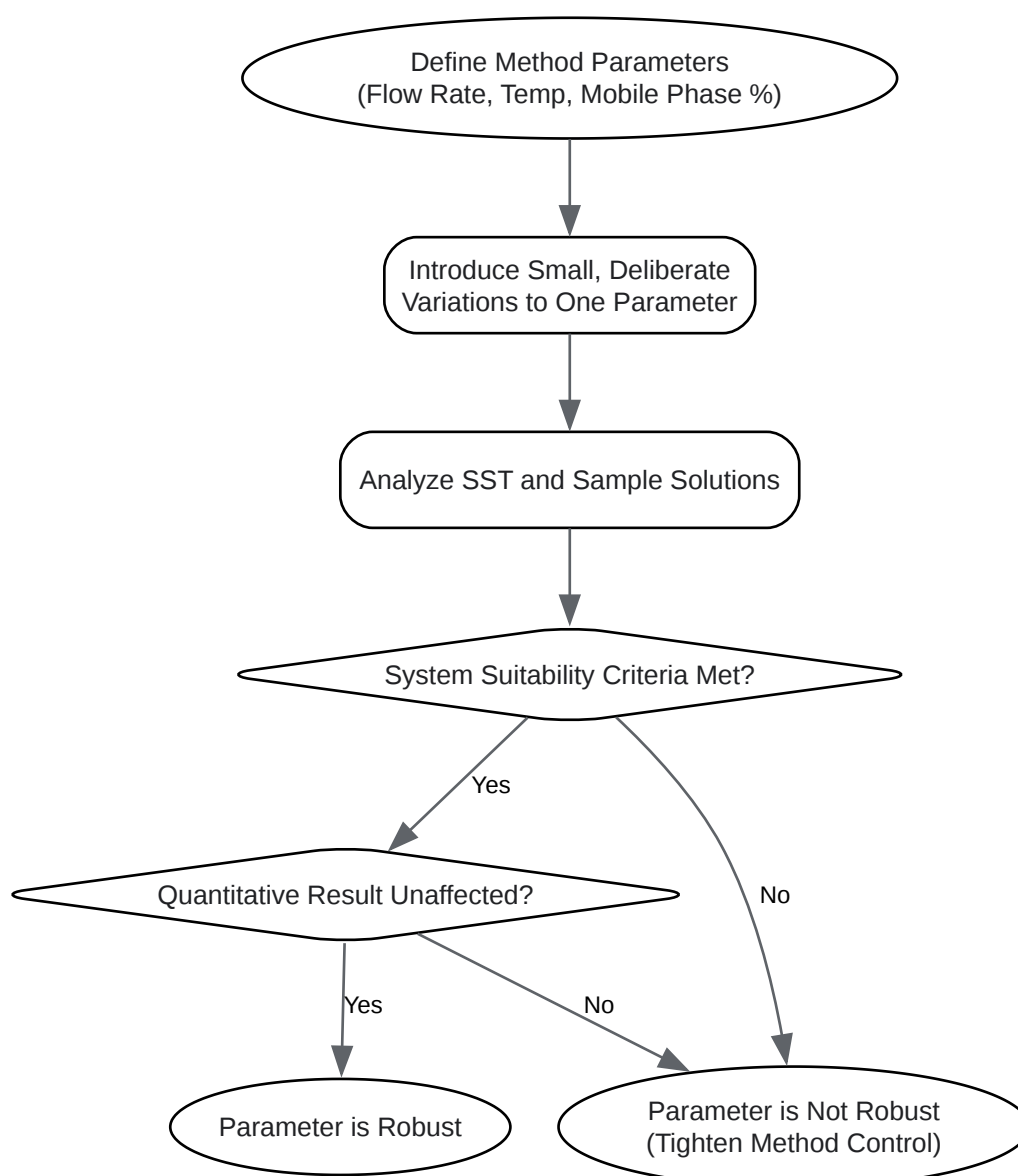 Define Method Parameters
(Flow Rate, Temp, Mobile Phase %)
Introduce Small, Deliberate
Variations to One Parameter
Analyze SST and Sample Solutions
System Suitability Criteria Met?
Yes
No
Quantitative Result Unaffected?
Yes
No
Parameter is Robust
Parameter is Not Robust
(Tighten Method Control)